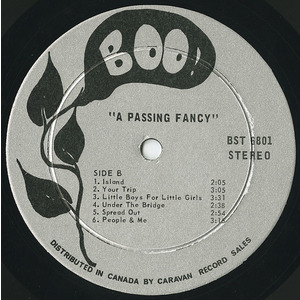 BOO!
"A PASSING FANCY"
BST 6801
STEREO
SIDE B
1. Island 2:05
2. Your Trip 3:05
3. Little Boys For Little Girls 3:31
4. Under The Bridge 2:38
5. Spread Out 2:54
6. People & Me
DISTRIBUTED IN CANADA BY CARAVAN RECORD SALES